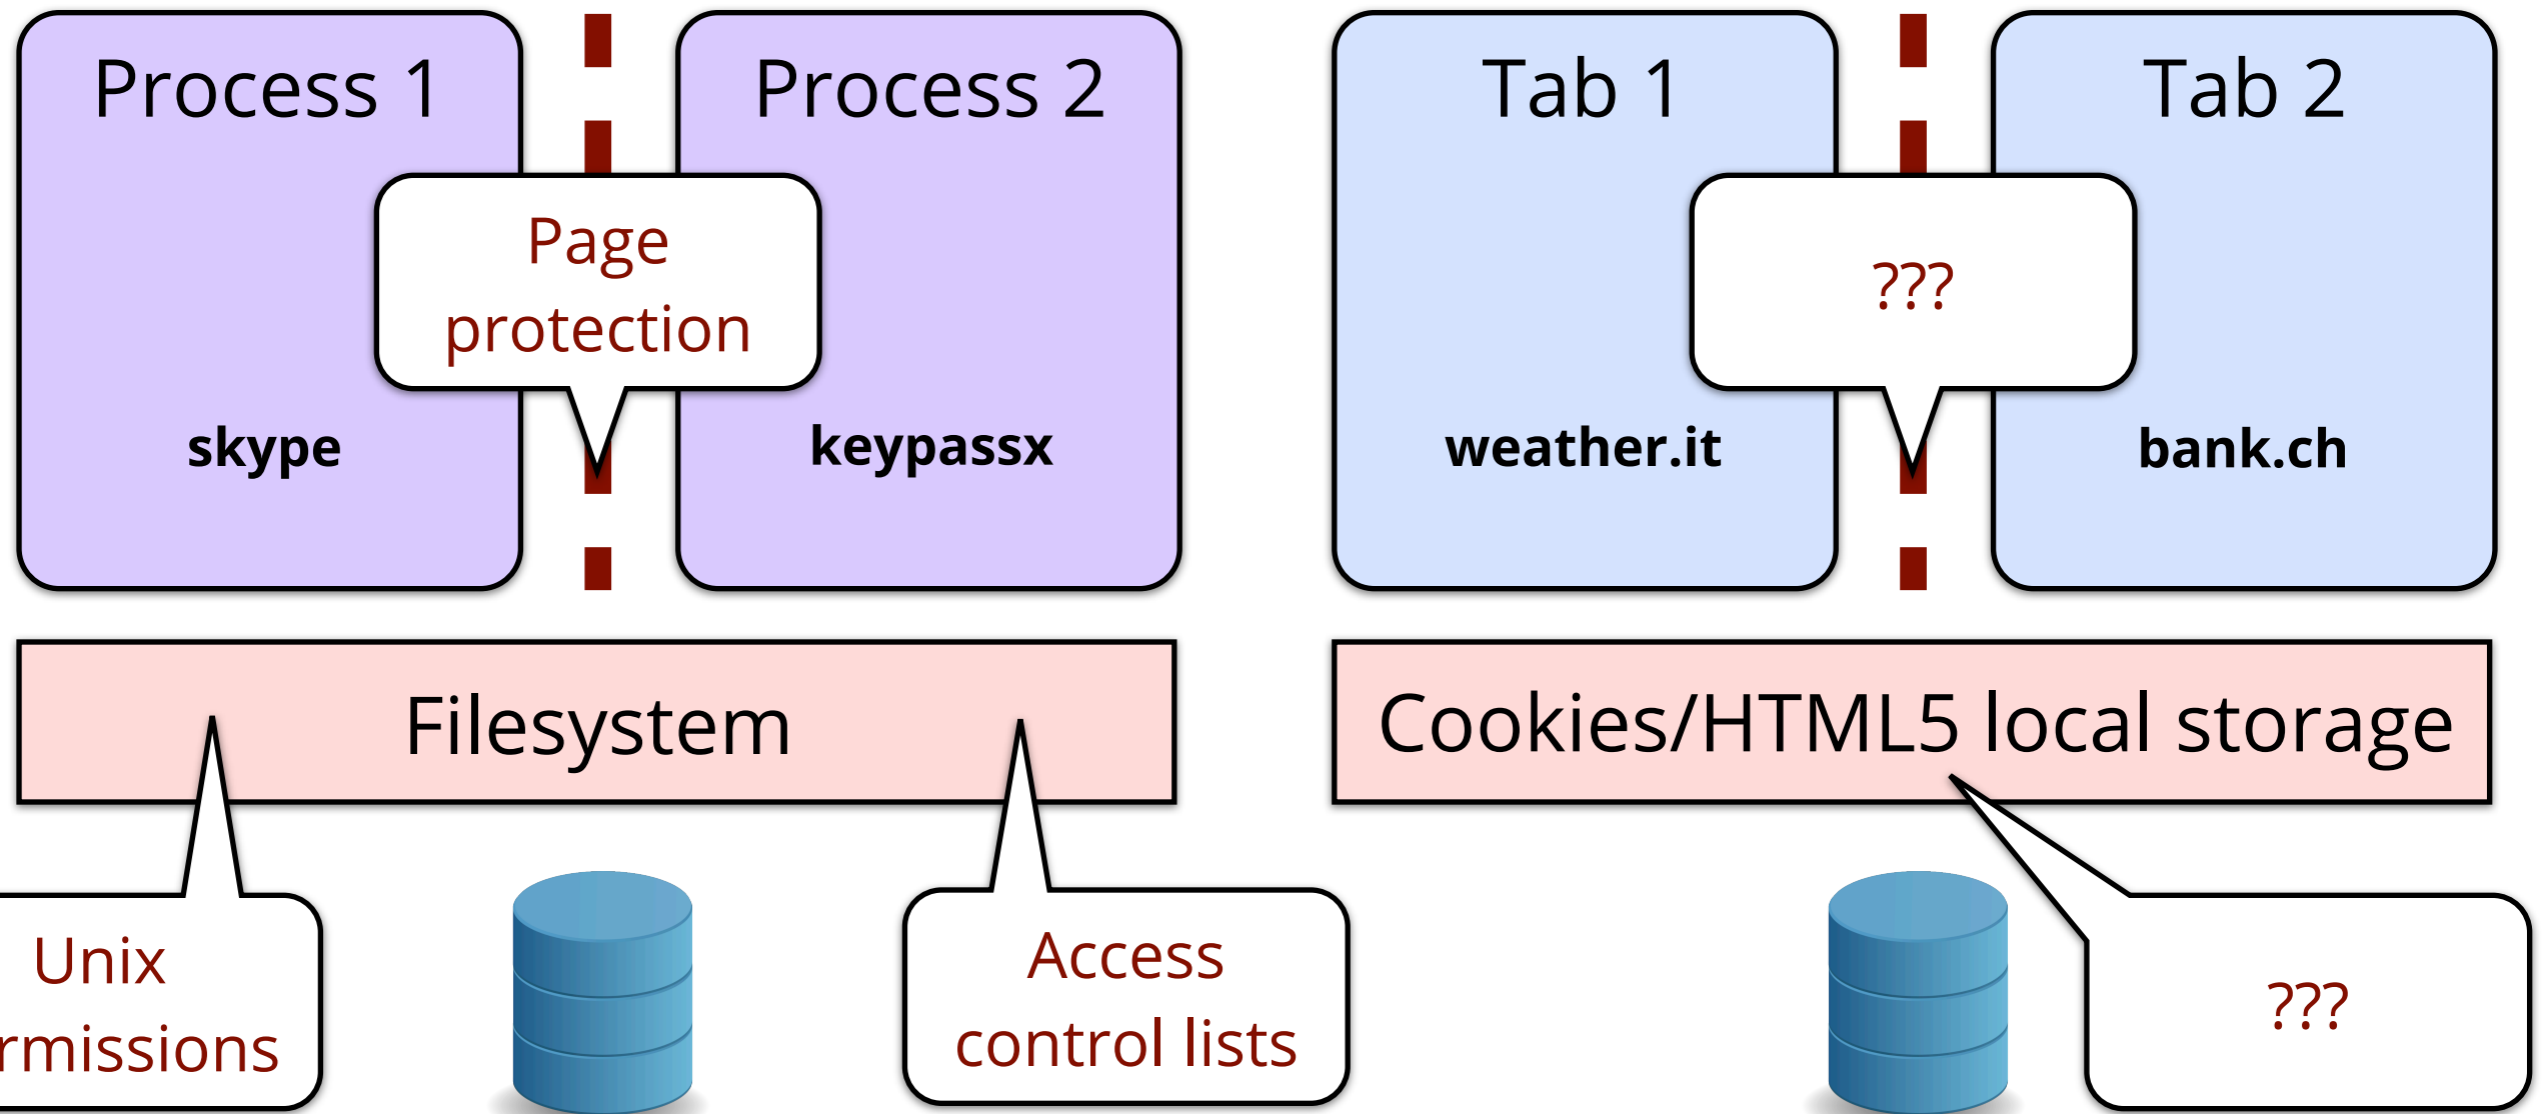 Process 1
Process 2
Page
protection
skype
keypassx
Tab 1
Tab 2
???
weather.it
bank.ch
Filesystem
Cookies/HTML5 local storage
Unix
rmissions
Access
control lists
???